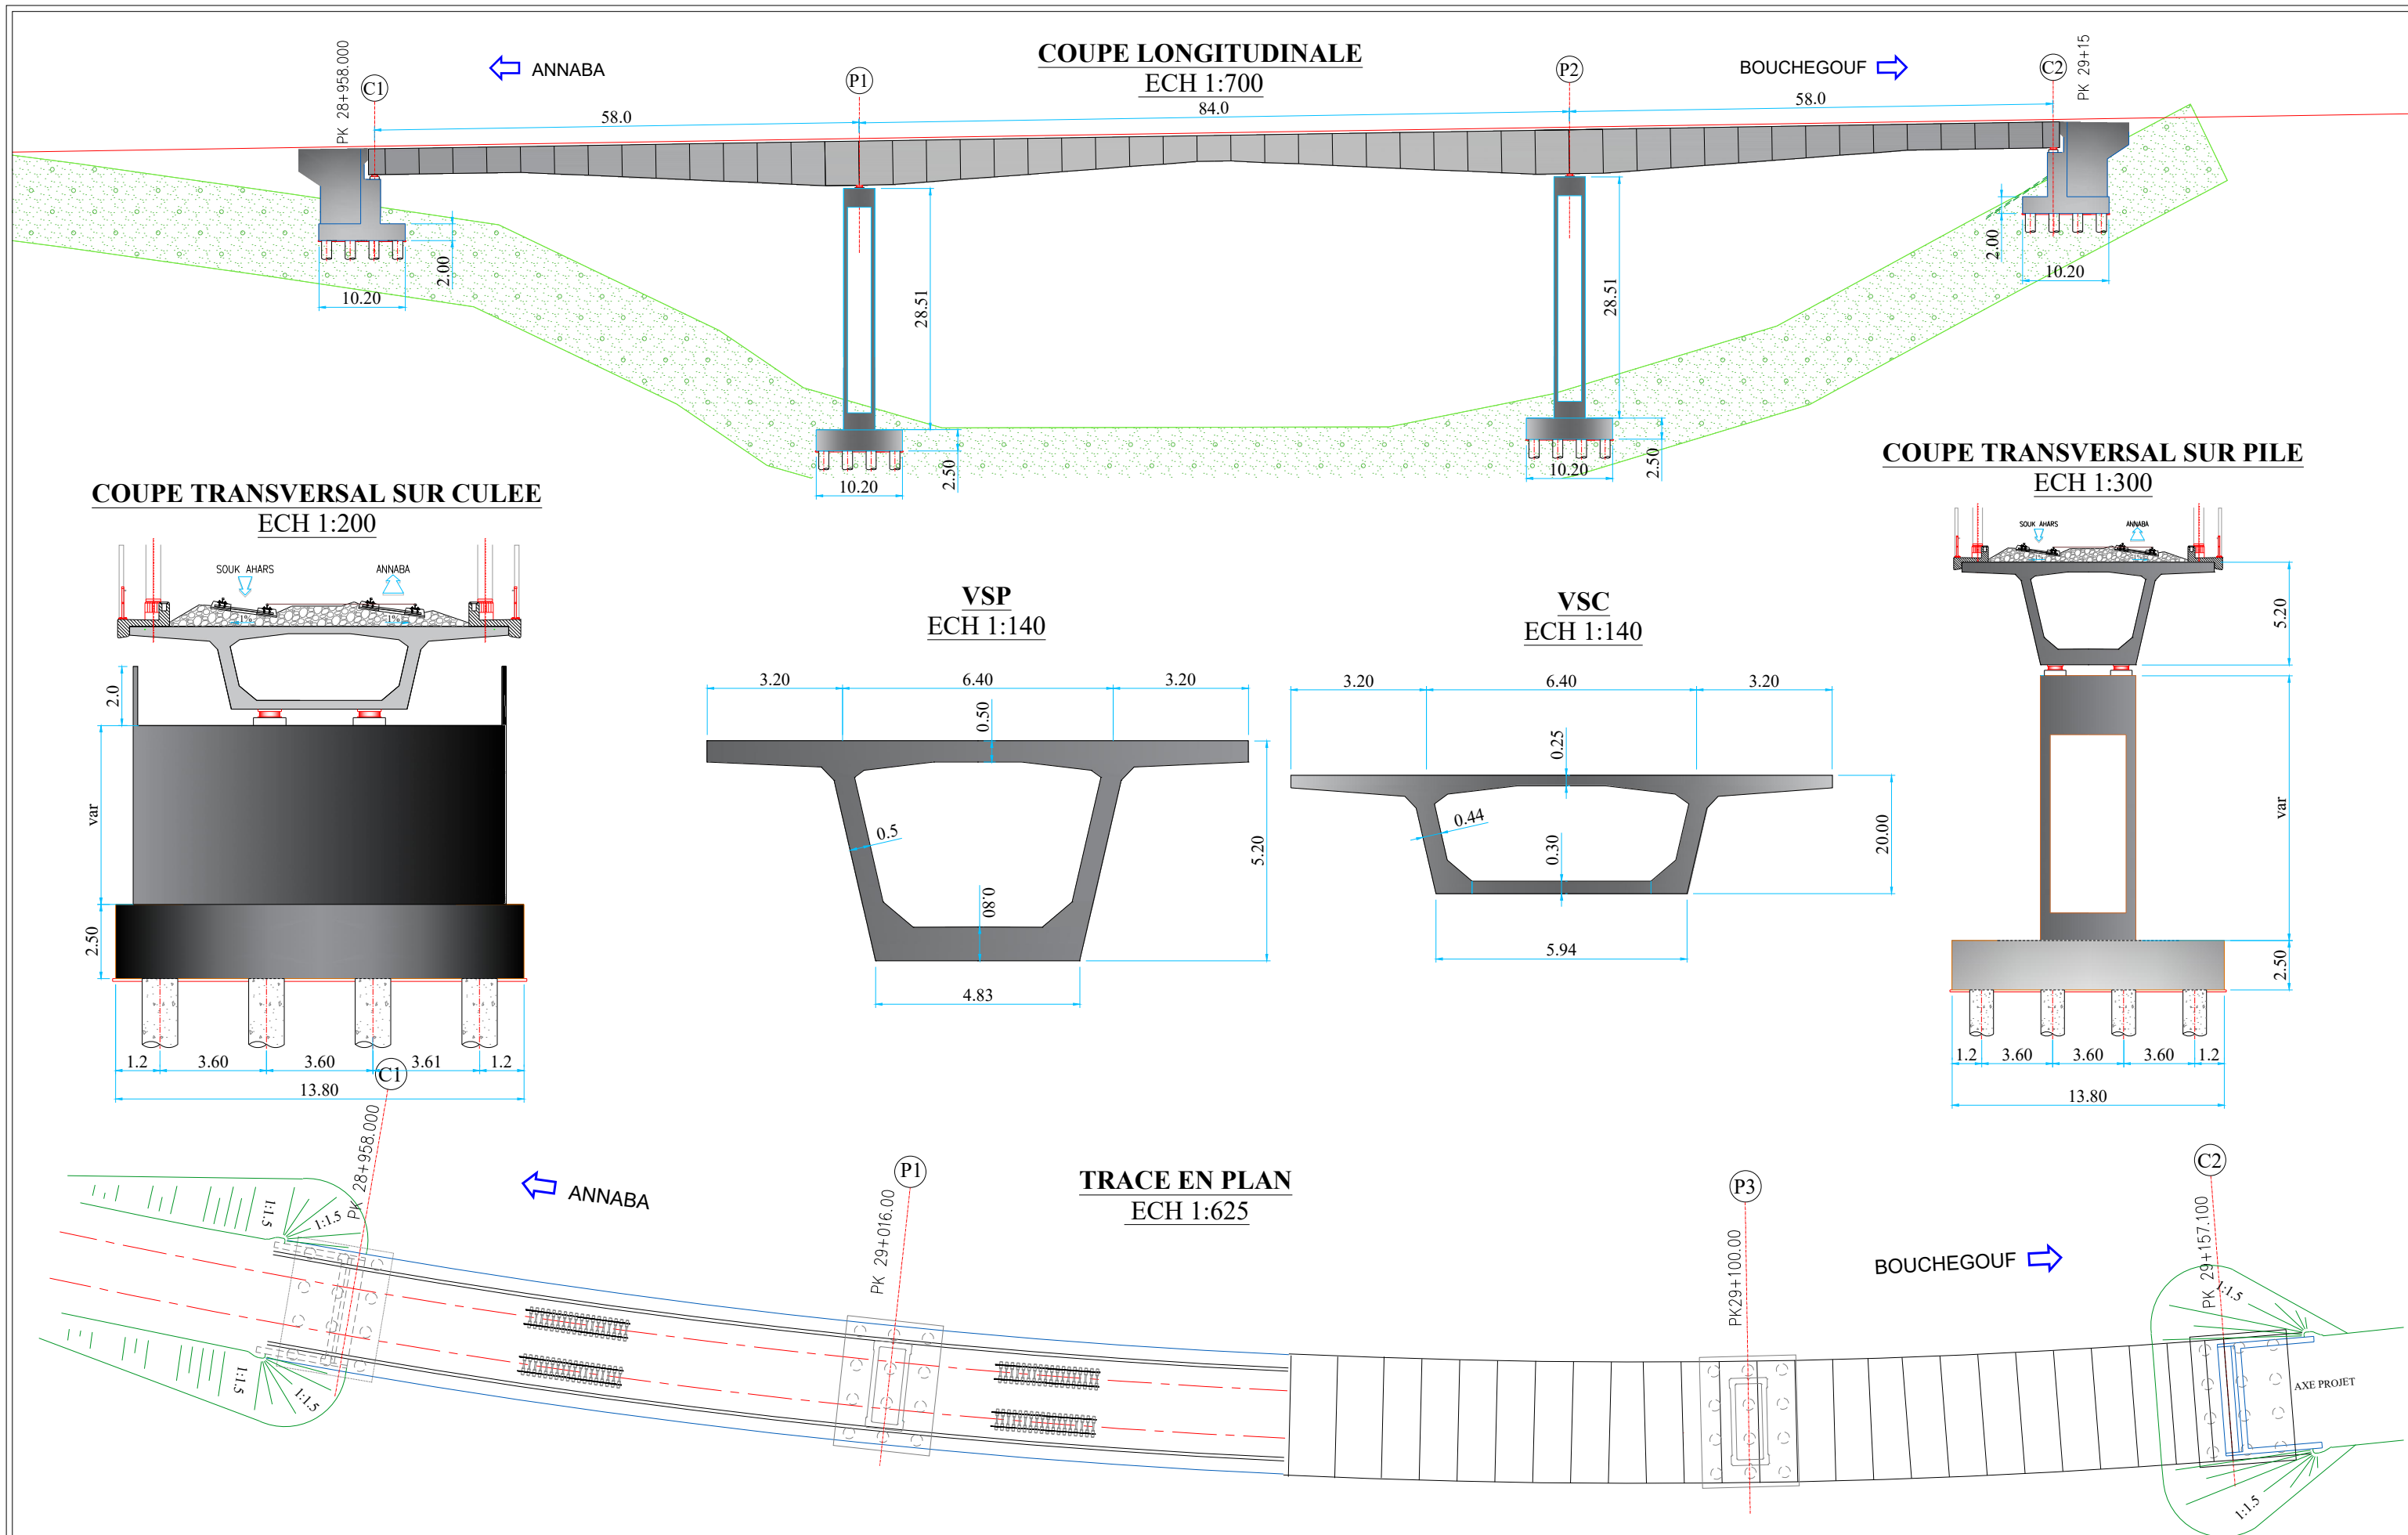 COUPE LONGITUDINALE
ECH 1:700
ANNABA
BOUCHEGOUF
PK 28+958.000
C1
P1
P2
C2
PK 29+15
58.0
84.0
58.0
2.00
10.20
28.51
2.50
10.20
28.51
2.50
10.20
2.00
10.20
COUPE TRANSVERSAL SUR CULEE
ECH 1:200
SOUK AHARS
ANNABA
1%
1%
2.0
var
2.50
1.2
3.60
3.60
3.61
1.2
13.80
VSP
ECH 1:140
3.20
6.40
3.20
0.50
0.5
0.80
5.20
4.83
VSC
ECH 1:140
3.20
6.40
3.20
0.25
0.44
0.30
20.00
5.94
COUPE TRANSVERSAL SUR PILE
ECH 1:300
SOUK AHARS
ANNABA
5.20
var
2.50
1.2
3.60
3.60
3.60
1.2
13.80
TRACE EN PLAN
ECH 1:625
C1
PK 28+958.000
ANNABA
P1
PK 29+016.00
P3
PK29+100.00
BOUCHEGOUF
C2
PK 29+157.100
1:1.5
1:1.5
1:1.5
1:1.5
1:1.5
1:1.5
AXE PROJET